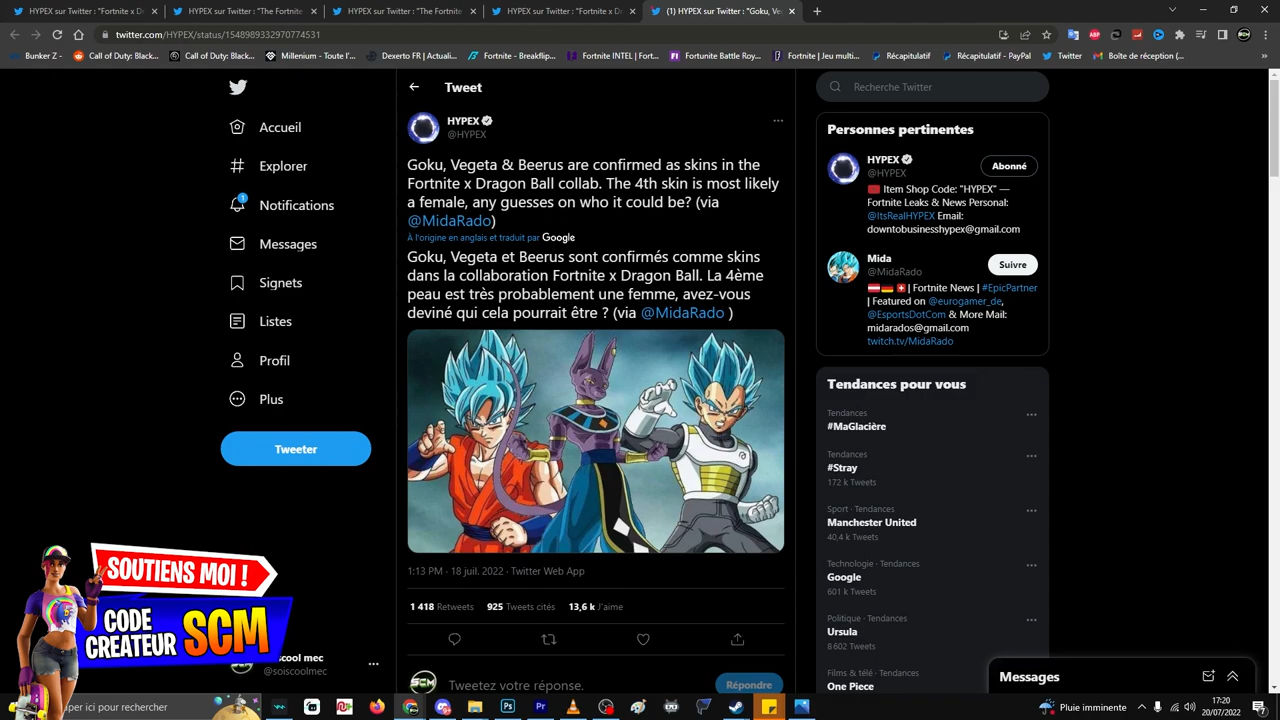 HYPEX sur Twitter : "Fortnite x D
HYPEX sur Twitter : "The Fortnite
HYPEX sur Twitter : "The Fortnite
HYPEX sur Twitter : "Fortnite x D
(1) HYPEX sur Twitter : "Goku, Ve
twitter.com/HYPEX/status/1548989332970774531
Bunker Z -
Reddit Call of Duty: Black...
Call of Duty: Black...
Millenium - Toute l'i...
Dexerto FR | Actuali...
Fortnite - Breakflip...
Fortnite INTEL | For...
Fortunite Battle Roy...
Fortnite | Jeu multi...
Récapitulatif
Récapitulatif - PayPal
Twitter
Boîte de réception (...
Accueil
Explorer
1
Notifications
Messages
Signets
Listes
Profil
Plus
Tweeter
Tweet
HYPEX
@HYPEX
Goku, Vegeta & Beerus are confirmed as skins in the
Fortnite x Dragon Ball collab. The 4th skin is most likely
a female, any guesses on who it could be? (via
@MidaRado)
À l'origine en anglais et traduit par Google
Goku, Vegeta et Beerus sont confirmés comme skins
dans la collaboration Fortnite x Dragon Ball. La 4ème
peau est très probablement une femme, avez-vous
deviné qui cela pourrait être ? (via @MidaRado )
1:13 PM · 18 juil. 2022 · Twitter Web App
1 418 Retweets 925 Tweets cités 13,6 k J'aime
SCM
Tweetez votre réponse.
Répondre
Recherche Twitter
Personnes pertinentes
HYPEX
@HYPEX
Abonné
Item Shop Code: "HYPEX" —
Fortnite Leaks & News Personal:
@ItsRealHYPEX Email:
downtobusinesshypex@gmail.com
Mida
@MidaRado
Suivre
| Fortnite News | #EpicPartner
| Featured on @eurogamer_de,
@EsportsDotCom & More Mail:
midarados@gmail.com
twitch.tv/MidaRado
Tendances pour vous
Tendances
#MaGlacière
Tendances
#Stray
172 k Tweets
Sport · Tendances
Manchester United
40,4 k Tweets
Technologie · Tendances
Google
601 k Tweets
Politique · Tendances
Ursula
8 602 Tweets
Films & télé · Tendances
One Piece
Messages
SOUTIENS MOI !
CODE
CREATEUR SCM
soiscool mec
@soiscoolmec
per ici pour rechercher
Pluie imminente
17:20
20/07/2022